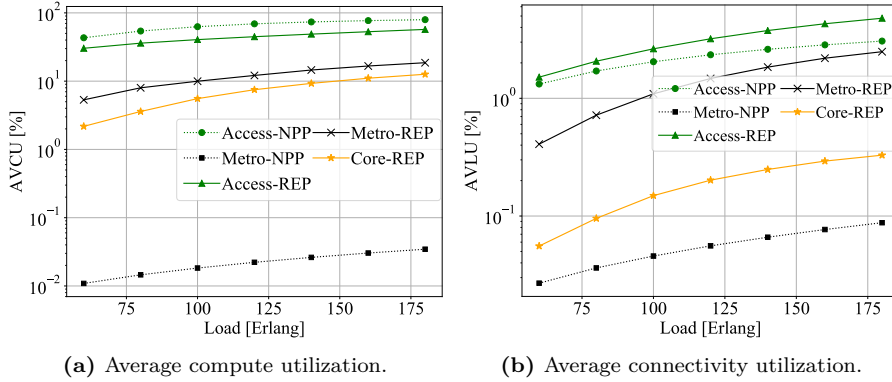 10²
10¹
10⁰
10⁻¹
10⁻²
AVCU [%]
Access-NPP
Metro-NPP
Access-REP
Metro-REP
Core-REP
75 100 125 150 175
Load [Erlang]
(a) Average compute utilization.
10⁰
10⁻¹
AVLU [%]
Access-NPP
Metro-NPP
Access-REP
Metro-REP
Core-REP
75 100 125 150 175
Load [Erlang]
(b) Average connectivity utilization.